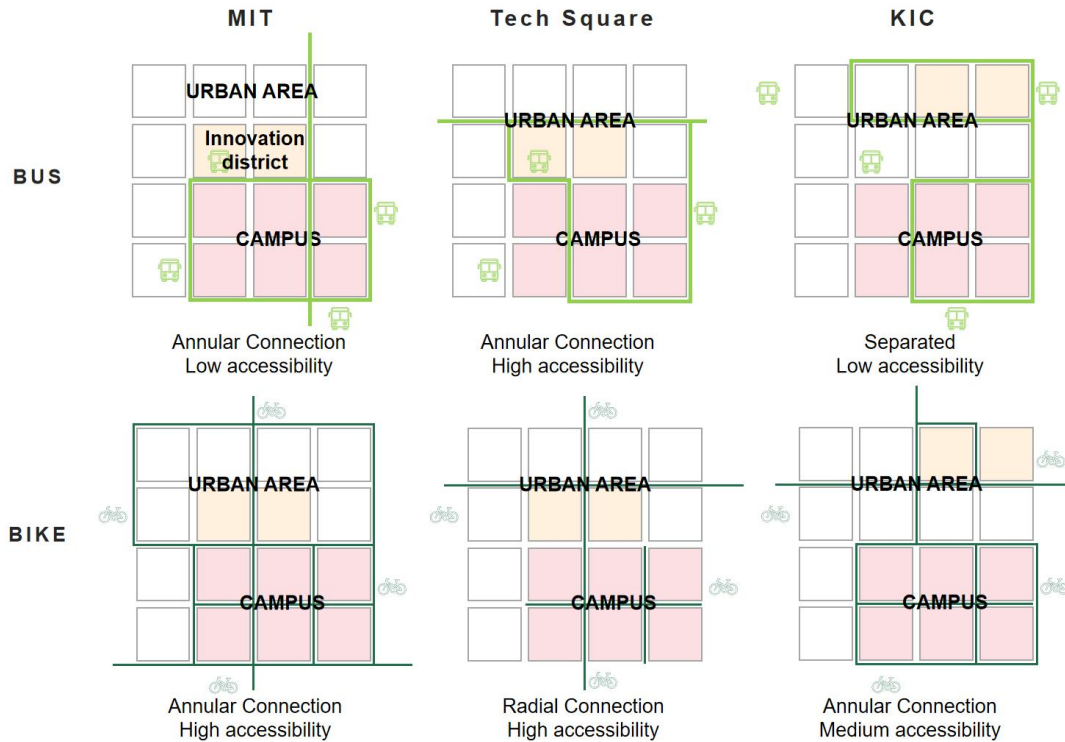 MIT
Tech Square
KIC
BUS
URBAN AREA
Innovation
district
CAMPUS
URBAN AREA
CAMPUS
URBAN AREA
CAMPUS
Annular Connection
Low accessibility
Annular Connection
High accessibility
Separated
Low accessibility
BIKE
URBAN AREA
CAMPUS
URBAN AREA
CAMPUS
URBAN AREA
CAMPUS
Annular Connection
High accessibility
Radial Connection
High accessibility
Annular Connection
Medium accessibility